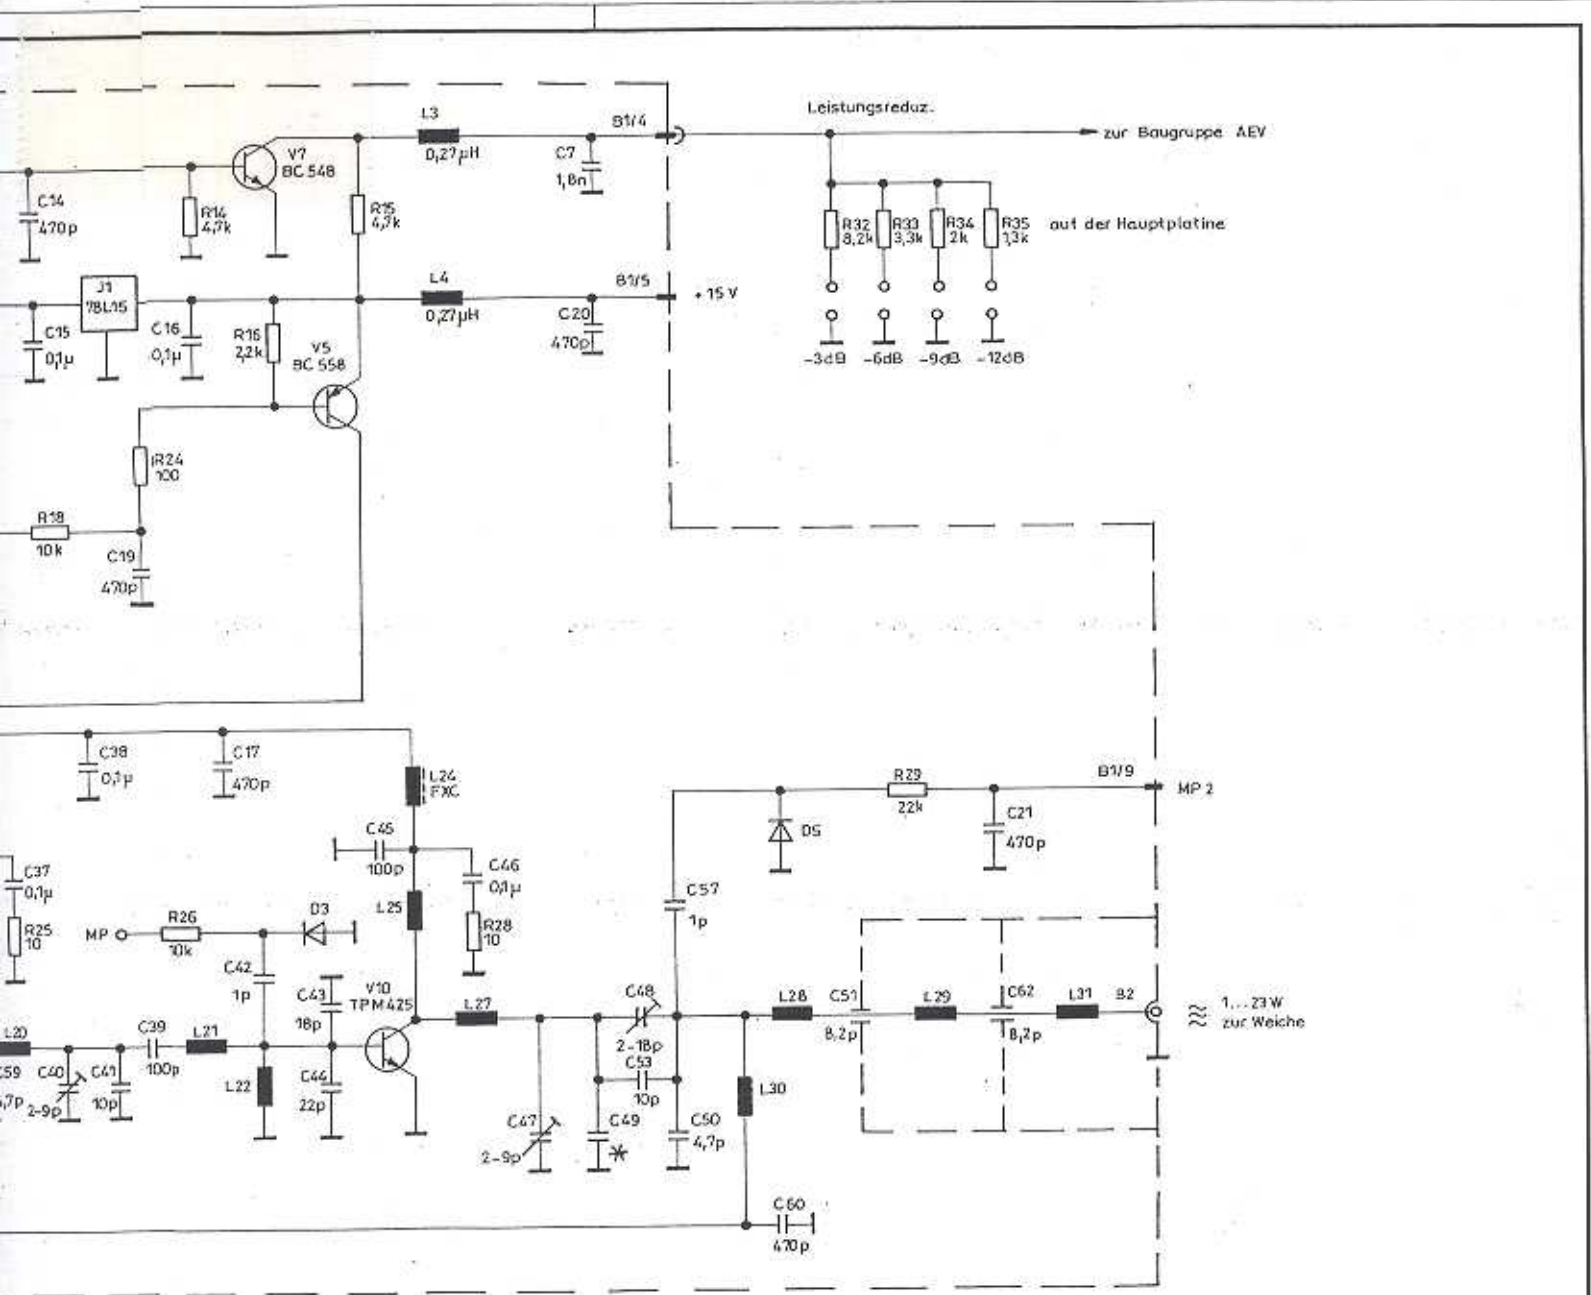 Leistungsreduz.
L3
0,27µH
B1/4
zur Baugruppe AEV
V7
BC 548
C7
1,8n
C14
470p
R14
4,7k
R15
4,7k
R32
8,2k
R33
3,3k
R34
2k
R35
1,3k
auf der Hauptplatine
J1
78L15
L4
0,27µH
B1/5
+15 V
C15
0,1µ
C16
0,1µ
R16
2,2k
V5
BC 558
C20
470p
-3dB
-6dB
-9dB
-12dB
R24
100
R18
10k
C19
470p
C38
0,1µ
C17
470p
L24
FXC
R29
22k
B1/9
MP 2
C45
100p
C46
0,1µ
D5
C21
470p
C37
0,1µ
R25
10
MP
R26
10k
D3
L25
R28
10
C57
1p
C42
1p
C43
18p
V10
TPM425
L27
C48
2-18p
L28
C51
8,2p
L29
C62
8,2p
L31
B2
1...23W
zur Weiche
L20
C39
100p
L21
C59
4,7p
C40
2-9p
C41
10p
L22
C44
22p
C53
10p
L30
C47
2-9p
C49
*
C50
4,7p
C60
470p